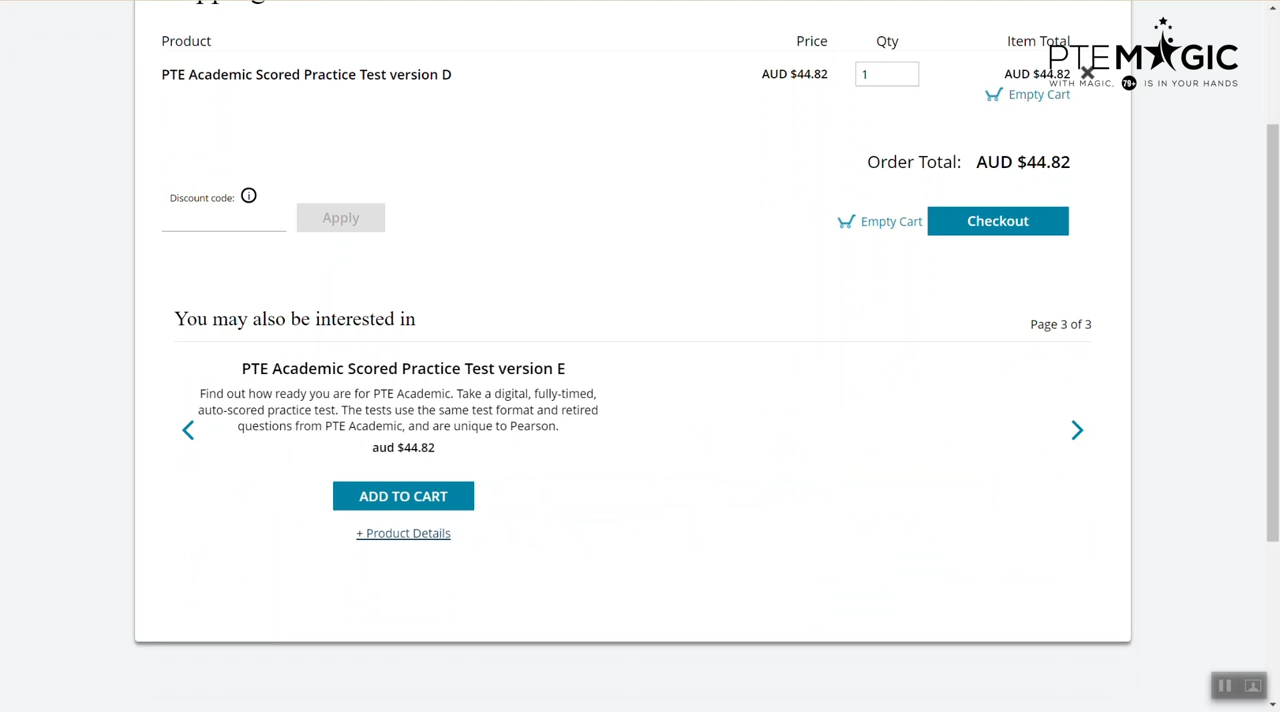 Product Price Qty Item Total
PTE Academic Scored Practice Test version D AUD $44.82 1 AUD $44.82
Empty Cart
PTEMAGIC
WITH MAGIC, 79+ IS IN YOUR HANDS
Order Total: AUD $44.82
Discount code:
Apply
Empty Cart Checkout
You may also be interested in Page 3 of 3
PTE Academic Scored Practice Test version E
Find out how ready you are for PTE Academic. Take a digital, fully-timed,
auto-scored practice test. The tests use the same test format and retired
questions from PTE Academic, and are unique to Pearson.
aud $44.82
ADD TO CART
+ Product Details